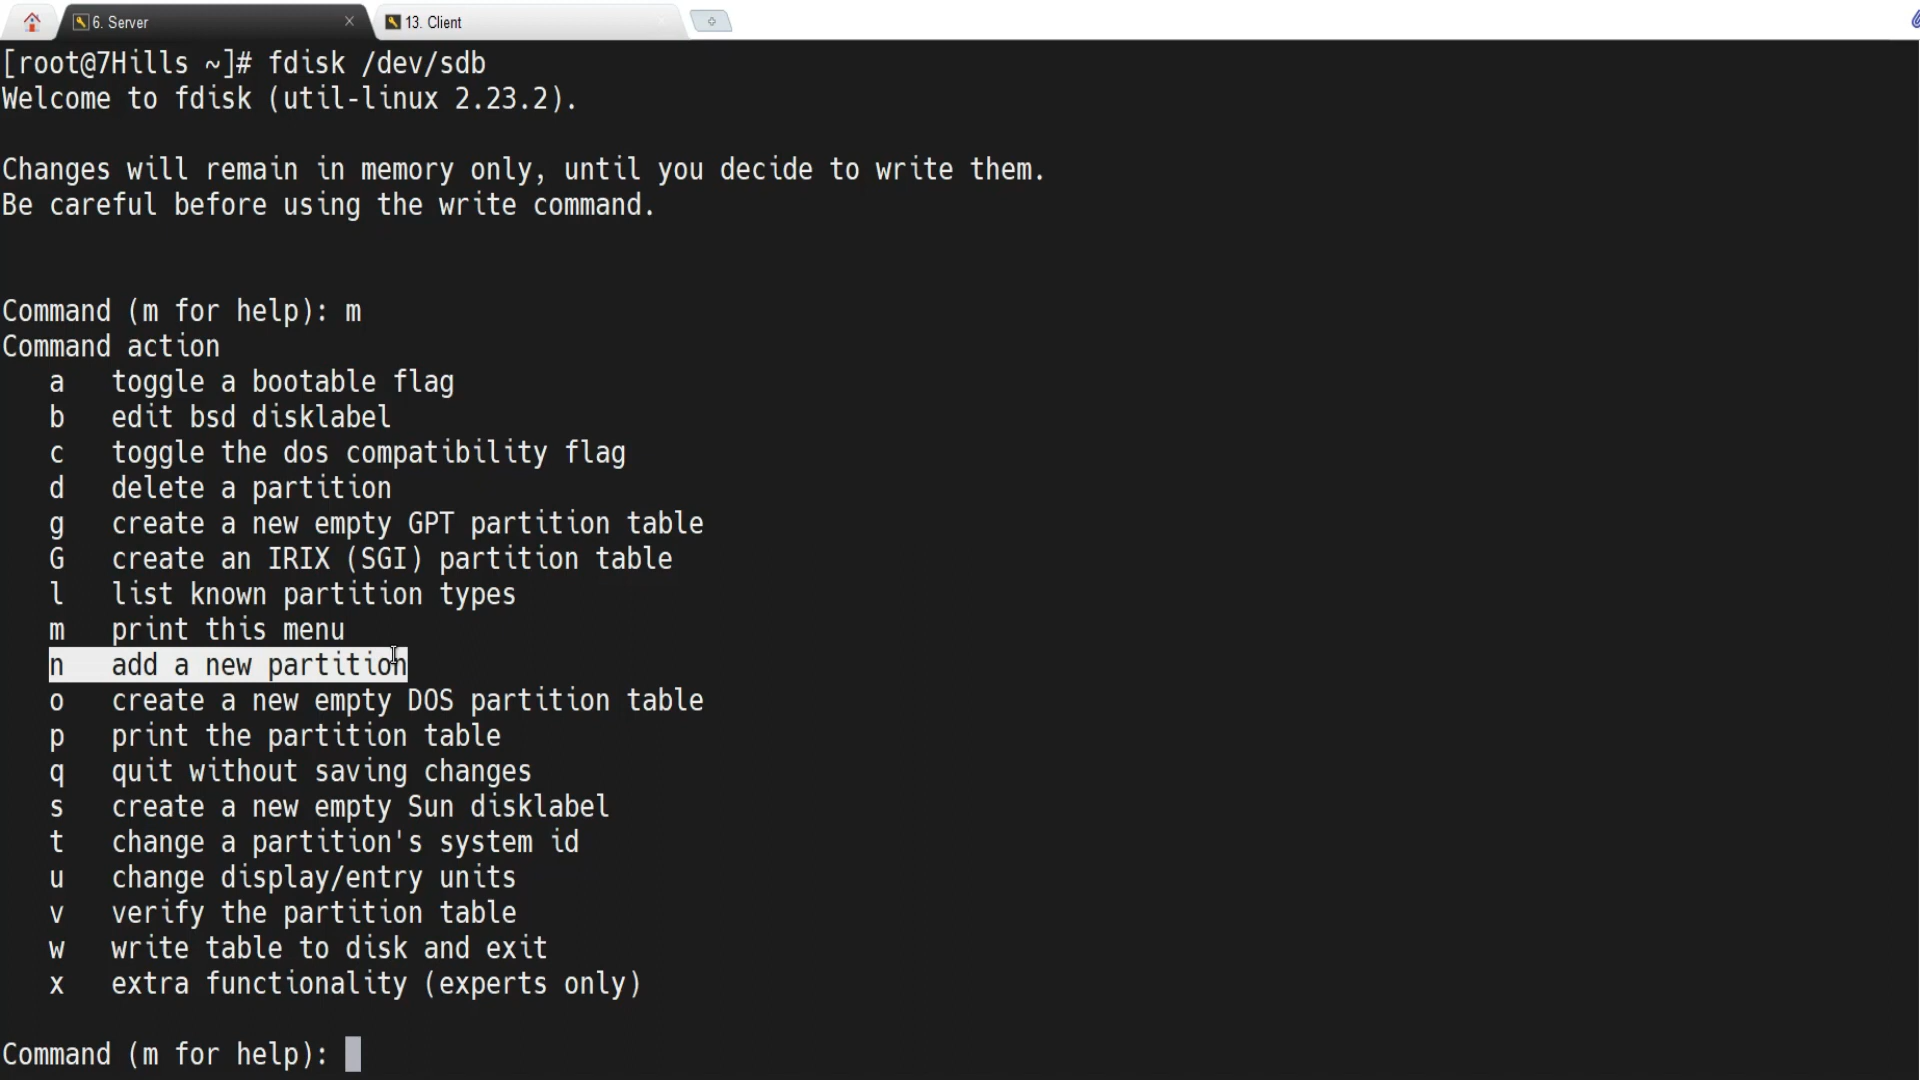 6. Server
13. Client
[root@7Hills ~]# fdisk /dev/sdb
Welcome to fdisk (util-linux 2.23.2).
Changes will remain in memory only, until you decide to write them.
Be careful before using the write command.
Command (m for help): m
Command action
a   toggle a bootable flag
b   edit bsd disklabel
c   toggle the dos compatibility flag
d   delete a partition
g   create a new empty GPT partition table
G   create an IRIX (SGI) partition table
l   list known partition types
m   print this menu
n   add a new partition
o   create a new empty DOS partition table
p   print the partition table
q   quit without saving changes
s   create a new empty Sun disklabel
t   change a partition's system id
u   change display/entry units
v   verify the partition table
w   write table to disk and exit
x   extra functionality (experts only)
Command (m for help):